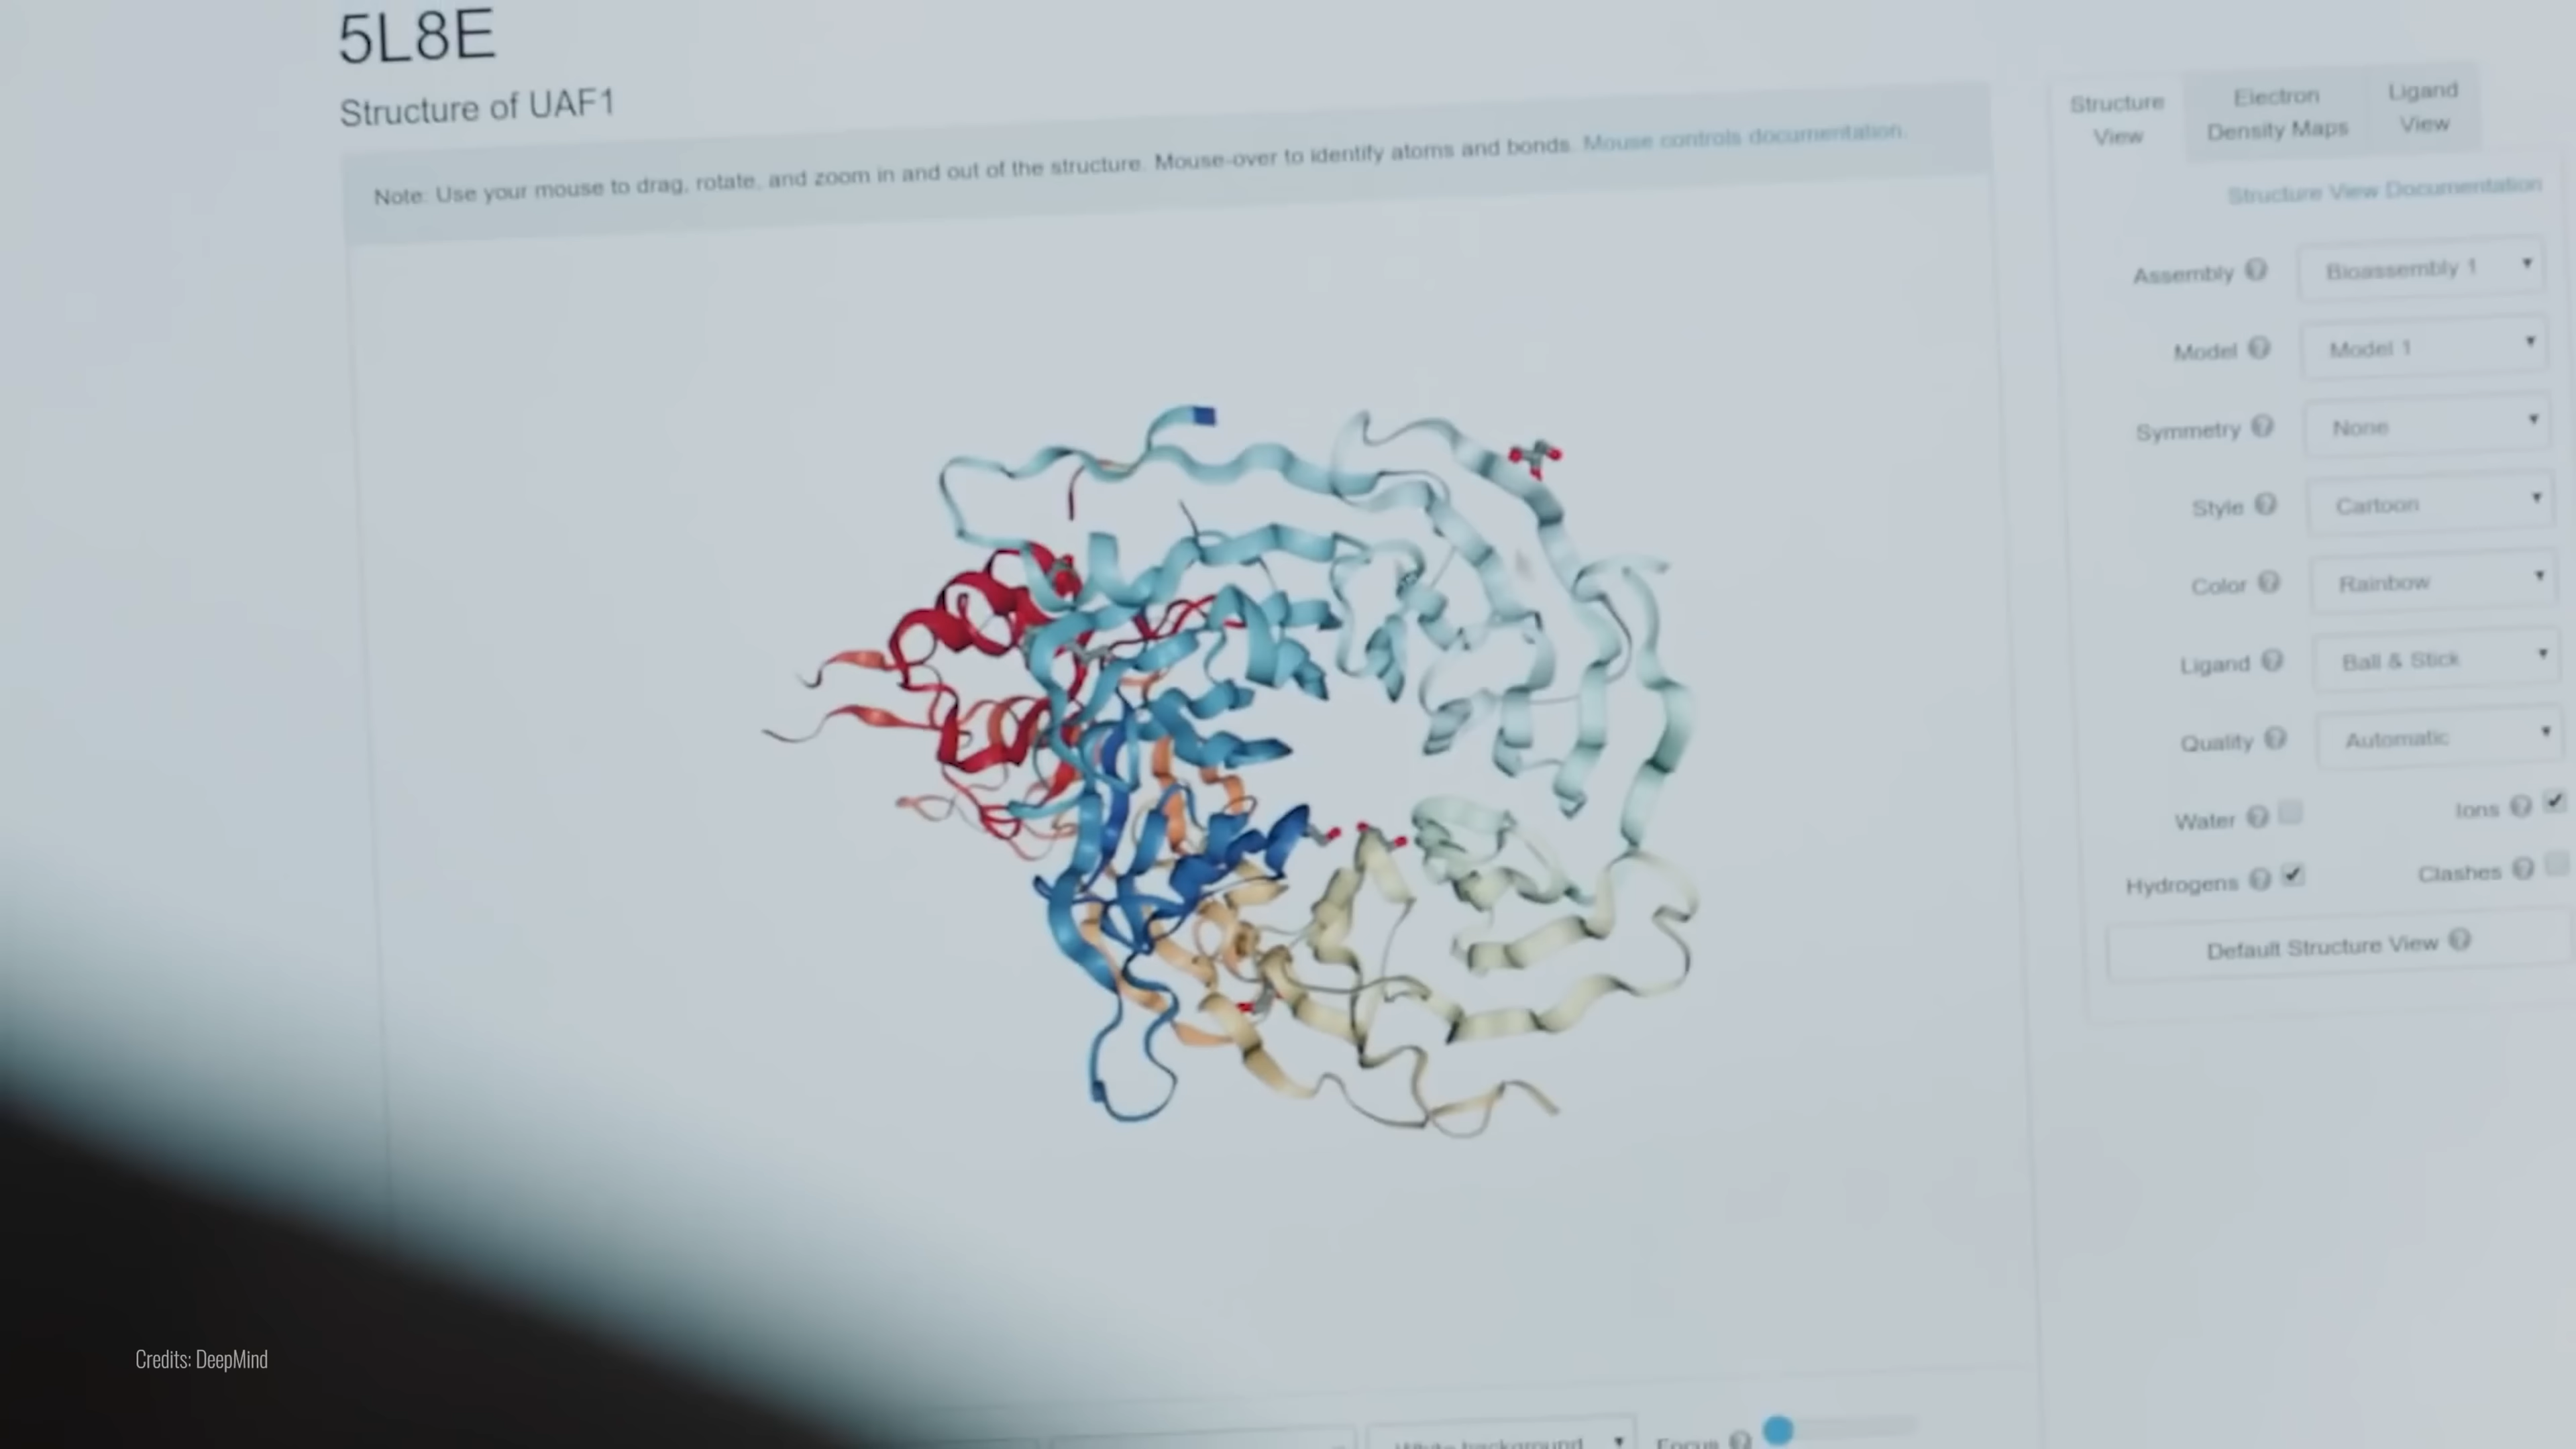 5L8E
Structure of UAF1
Note: Use your mouse to drag, rotate, and zoom in and out of the structure. Mouse-over to identify atoms and bonds. Mouse controls documentation.
Structure View
Electron Density Maps
Ligand View
Structure View Documentation
Assembly Bioassembly 1
Model Model 1
Symmetry None
Style Cartoon
Color Rainbow
Ligand Ball & Stick
Quality Automatic
Water Ions
Hydrogens Clashes
Default Structure View
White background Focus
Credits: DeepMind